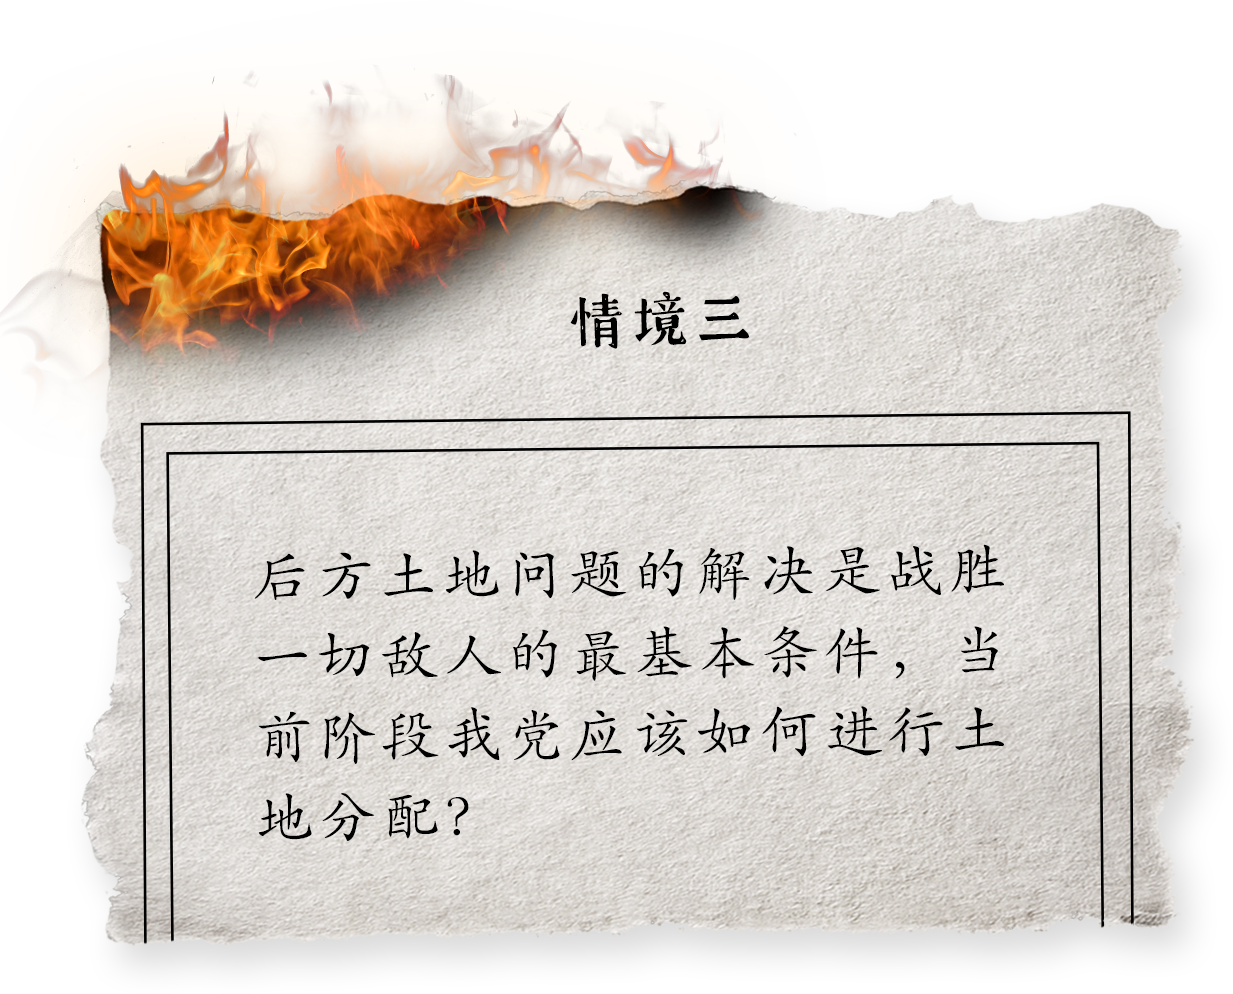 情境三
后方土地问题的解决是战胜
一切敌人的最基本条件，当
前阶段我党应该如何进行土
地分配？